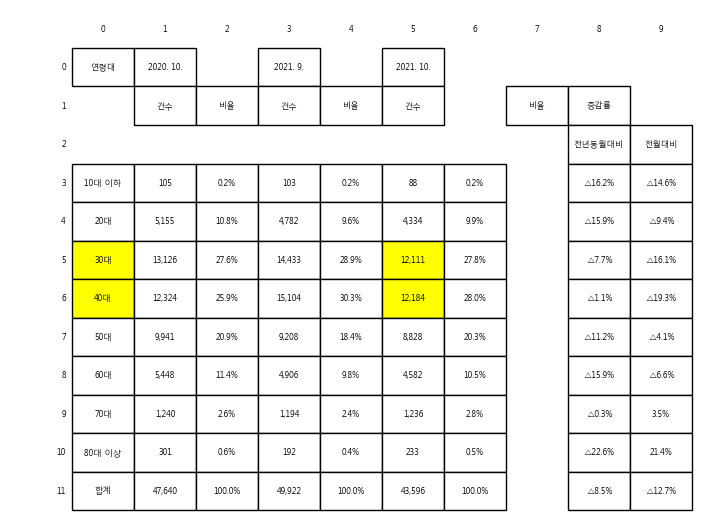 0 1 2 3 4 5 6 7 8 9
0 연령대 2020. 10. 2021. 9. 2021. 10.
1 건수 비율 건수 비율 건수 비율 증감률
2 전년동월대비 전월대비
3 10대 이하 105 0.2% 103 0.2% 88 0.2% △16.2% △14.6%
4 20대 5,155 10.8% 4,782 9.6% 4,334 9.9% △15.9% △9.4%
5 30대 13,126 27.6% 14,433 28.9% 12,111 27.8% △7.7% △16.1%
6 40대 12,324 25.9% 15,104 30.3% 12,184 28.0% △1.1% △19.3%
7 50대 9,941 20.9% 9,208 18.4% 8,828 20.3% △11.2% △4.1%
8 60대 5,448 11.4% 4,906 9.8% 4,582 10.5% △15.9% △6.6%
9 70대 1,240 2.6% 1,194 2.4% 1,236 2.8% △0.3% 3.5%
10 80대 이상 301 0.6% 192 0.4% 233 0.5% △22.6% 21.4%
11 합계 47,640 100.0% 49,922 100.0% 43,596 100.0% △8.5% △12.7%